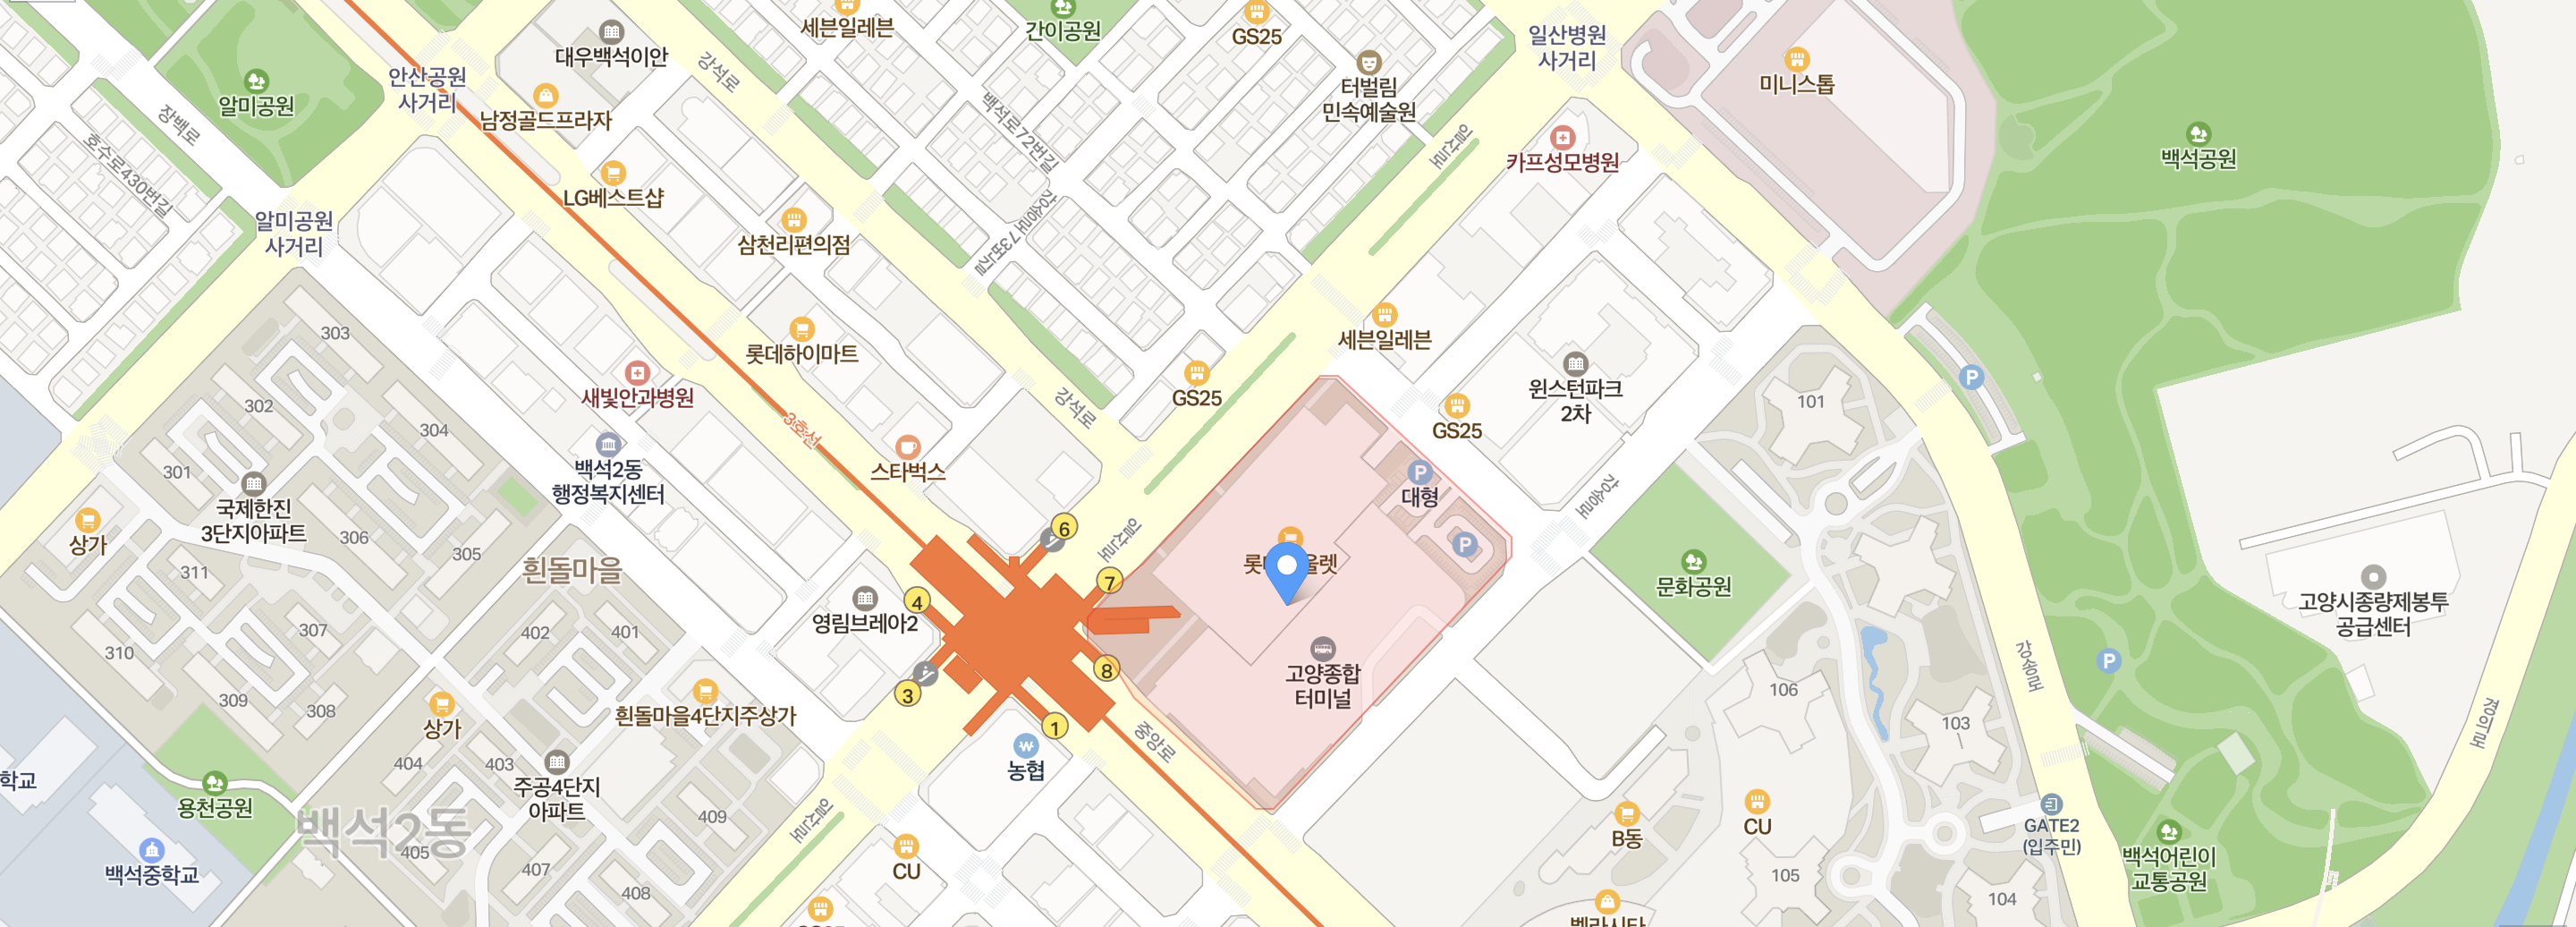 세븐일레븐
간이공원
GS25
일산병원
사거리
대우백석이안
강석로
안산공원
사거리
남정골드프라자
터벌림
민속예술원
미니스톱
알미공원
장백로
호수로430번길
백석로72번길
일산로
카프성모병원
백석공원
LG베스트샵
알미공원
사거리
삼천리편의점
강송로73번길
303
롯데하이마트
세븐일레븐
새빛안과병원
302
304
3호선
강석로
GS25
GS25
윈스턴파크
2차
101
P
301
스타벅스
백석2동
행정복지센터
국제한진
3단지아파트
P
대형
강송로
상가
306
305
6
일산로
P
311
흰돌마을
7
문화공원
고양시종량제봉투
공급센터
4
영림브레아2
310
307
402
401
8
고양종합
터미널
강송로
P
309
308
상가
흰돌마을4단지주상가
3
1
중앙로
106
103
경의로
404
403
주공4단지
아파트
농협
학교
용천공원
백석2동
405
409
일산로
B동
CU
GATE2
(입주민)
백석중학교
407
408
CU
105
104
백석어린이
교통공원